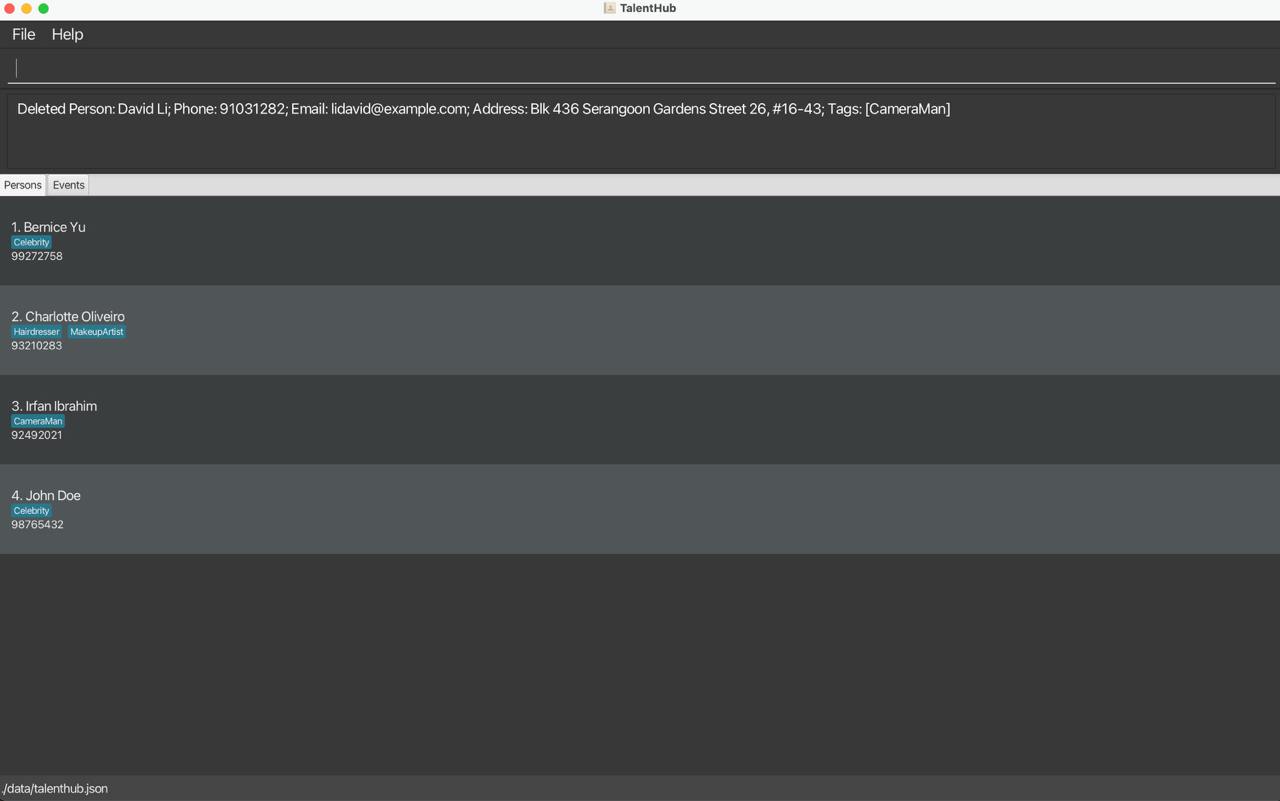 TalentHub
File Help
Deleted Person: David Li; Phone: 91031282; Email: lidavid@example.com; Address: Blk 436 Serangoon Gardens Street 26, #16-43; Tags: [CameraMan]
Persons Events
1. Bernice Yu
Celebrity
99272758
2. Charlotte Oliveiro
Hairdresser MakeupArtist
93210283
3. Irfan Ibrahim
CameraMan
92492021
4. John Doe
Celebrity
98765432
./data/talenthub.json